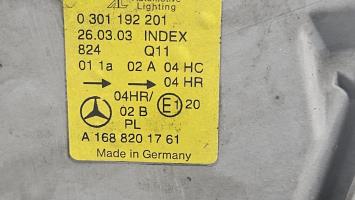 Lighting
0 301 192 201
26.03.03 INDEX
824 Q11
01 1a 02 A 04 HC
04 HR
04HR/ E1 20
02 B
PL
A 168 820 17 61
Made in Germany